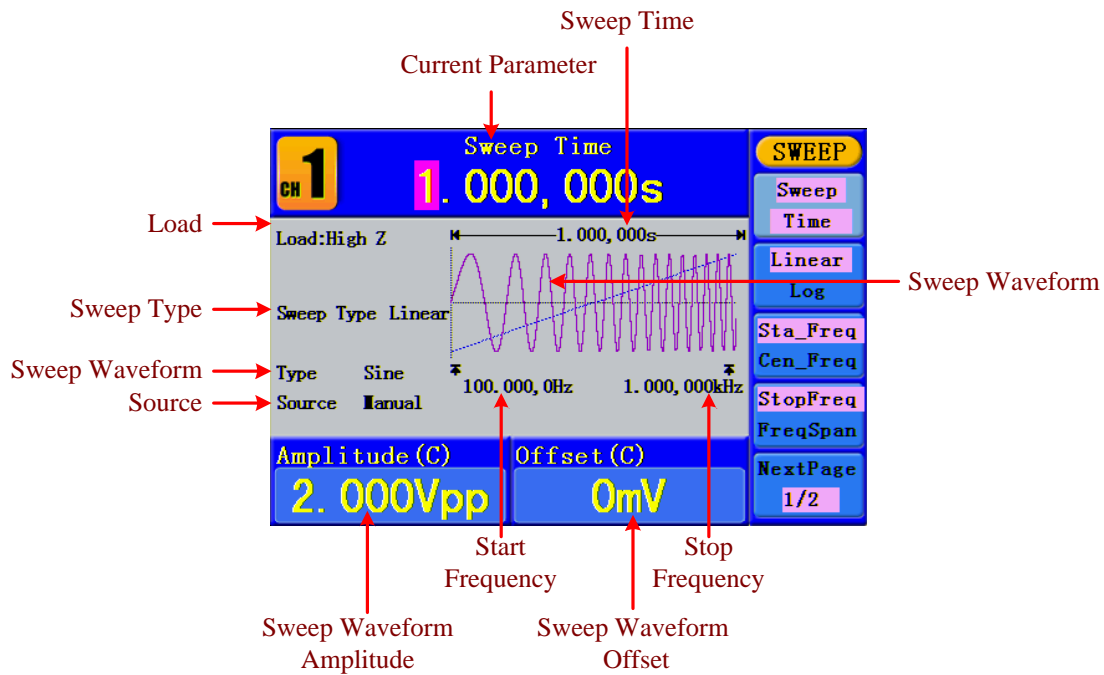 Sweep Time
Current Parameter
CH 1
Sweep Time
1.000,000s
SWEEP
Sweep
Time
Linear
Log
Sta_Freq
Cen_Freq
StopFreq
FreqSpan
NextPage
1/2
Load
Load:High Z
1.000,000s
Sweep Waveform
Sweep Type
Sweep Type Linear
Sweep Waveform
Type Sine
100.000,0Hz
1.000,000kHz
Source
Source Manual
Amplitude(C)
Offset(C)
2.000Vpp
0mV
Start
Frequency
Stop
Frequency
Sweep Waveform
Amplitude
Sweep Waveform
Offset